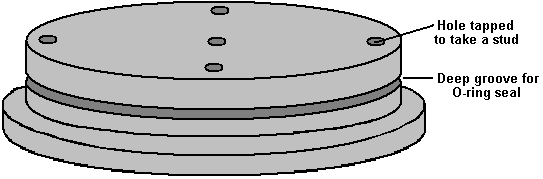 Hole tapped
to take a stud
Deep groove for
O-ring seal